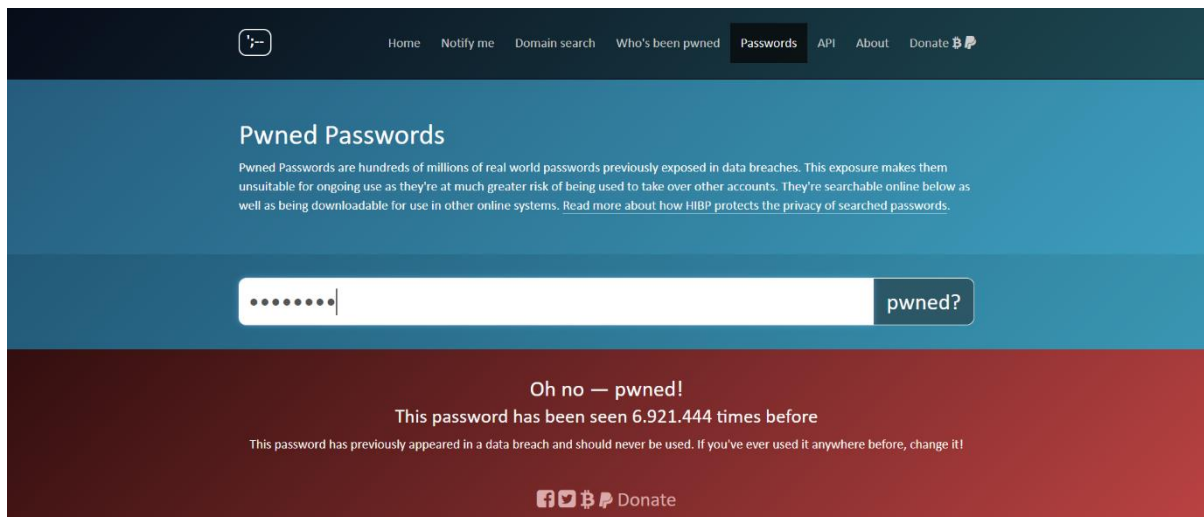 ';--
Home Notify me Domain search Who's been pwned Passwords API About Donate
Pwned Passwords
Pwned Passwords are hundreds of millions of real world passwords previously exposed in data breaches. This exposure makes them
unsuitable for ongoing use as they're at much greater risk of being used to take over other accounts. They're searchable online below as
well as being downloadable for use in other online systems. Read more about how HIBP protects the privacy of searched passwords.
••••••••
pwned?
Oh no — pwned!
This password has been seen 6.921.444 times before
This password has previously appeared in a data breach and should never be used. If you've ever used it anywhere before, change it!
Donate